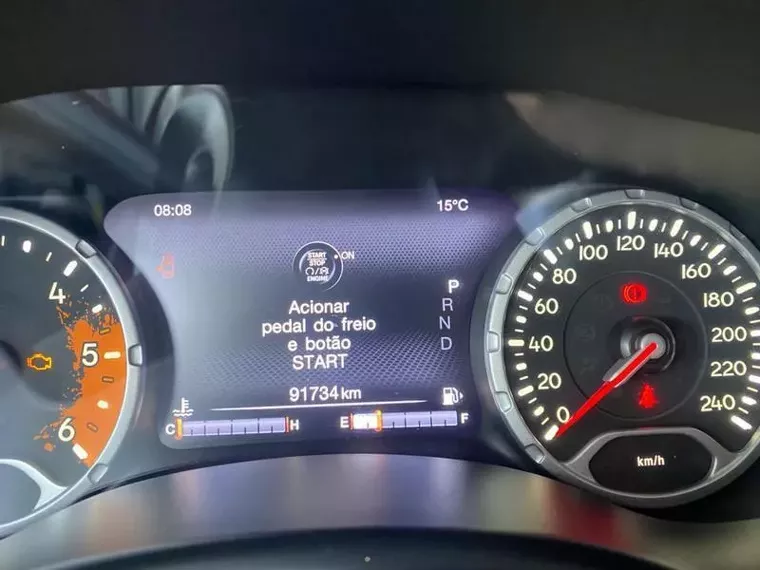 08:08
15°C
START
STOP
ENGINE
ON
Acionar
pedal do freio
e botão
START
91734 km
P
R
N
D
C H
E F
4
5
6
0
20
40
60
80
100
120
140
160
180
200
220
240
km/h